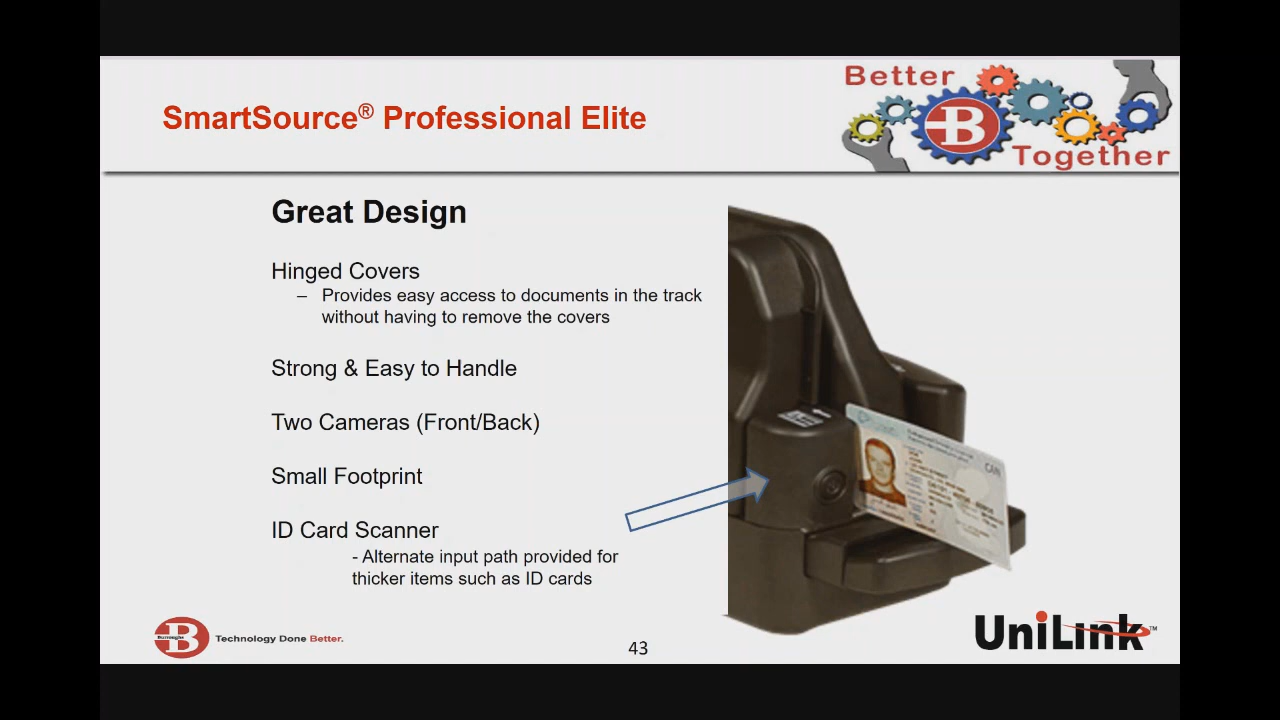 Better
SmartSource® Professional Elite
B
Together
Great Design
Hinged Covers
– Provides easy access to documents in the track
without having to remove the covers
Strong & Easy to Handle
Two Cameras (Front/Back)
Small Footprint
ID Card Scanner
- Alternate input path provided for
thicker items such as ID cards
B
Burroughs
Technology Done Better.
43
UniLink™